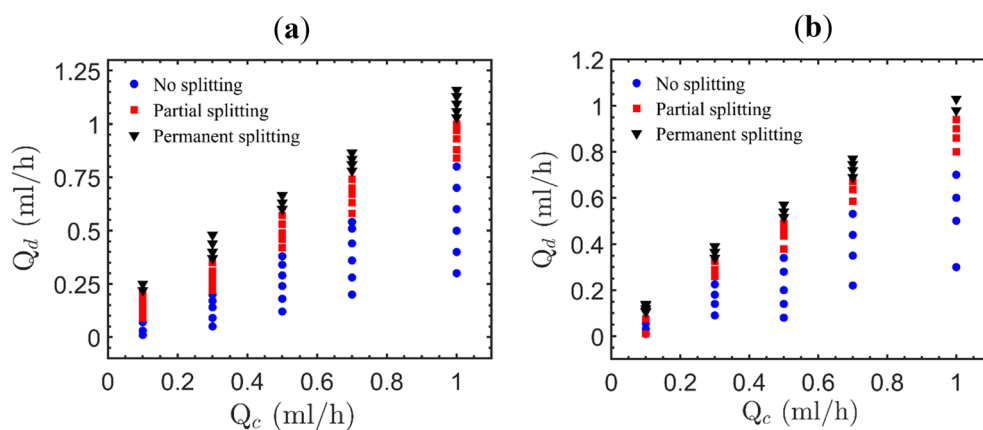 (a)
1.25
1
0.75
0.5
0.25
0
Q_d (ml/h)
No splitting
Partial splitting
Permanent splitting
0 0.2 0.4 0.6 0.8 1
Q_c (ml/h)
(b)
1.2
1
0.8
0.6
0.4
0.2
0
Q_d (ml/h)
No splitting
Partial splitting
Permanent splitting
0 0.2 0.4 0.6 0.8 1
Q_c (ml/h)